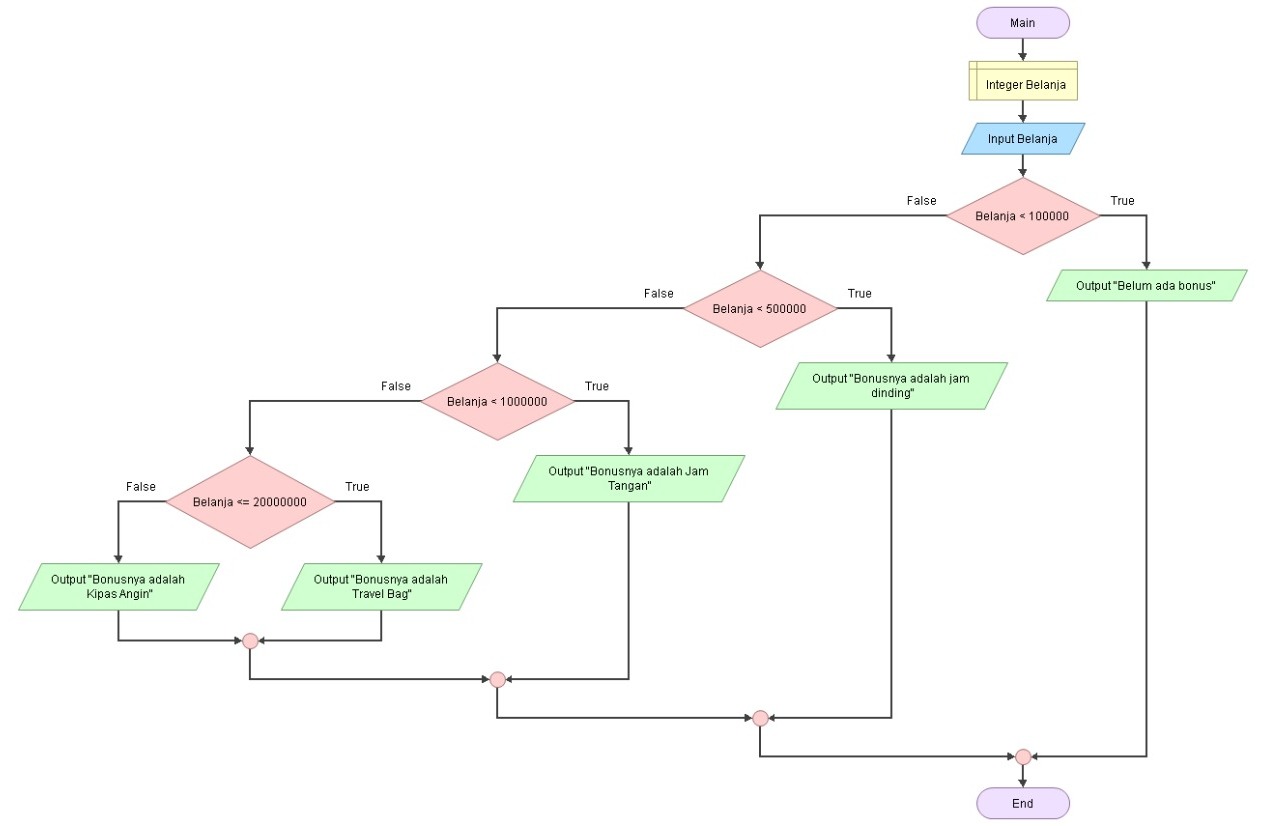 Main
Integer Belanja
Input Belanja
False
True
Belanja < 100000
Output "Belum ada bonus"
False
True
Belanja < 500000
Output "Bonusnya adalah jam
dinding"
False
True
Belanja < 1000000
Output "Bonusnya adalah Jam
Tangan"
False
True
Belanja <= 20000000
Output "Bonusnya adalah
Kipas Angin"
Output "Bonusnya adalah
Travel Bag"
End